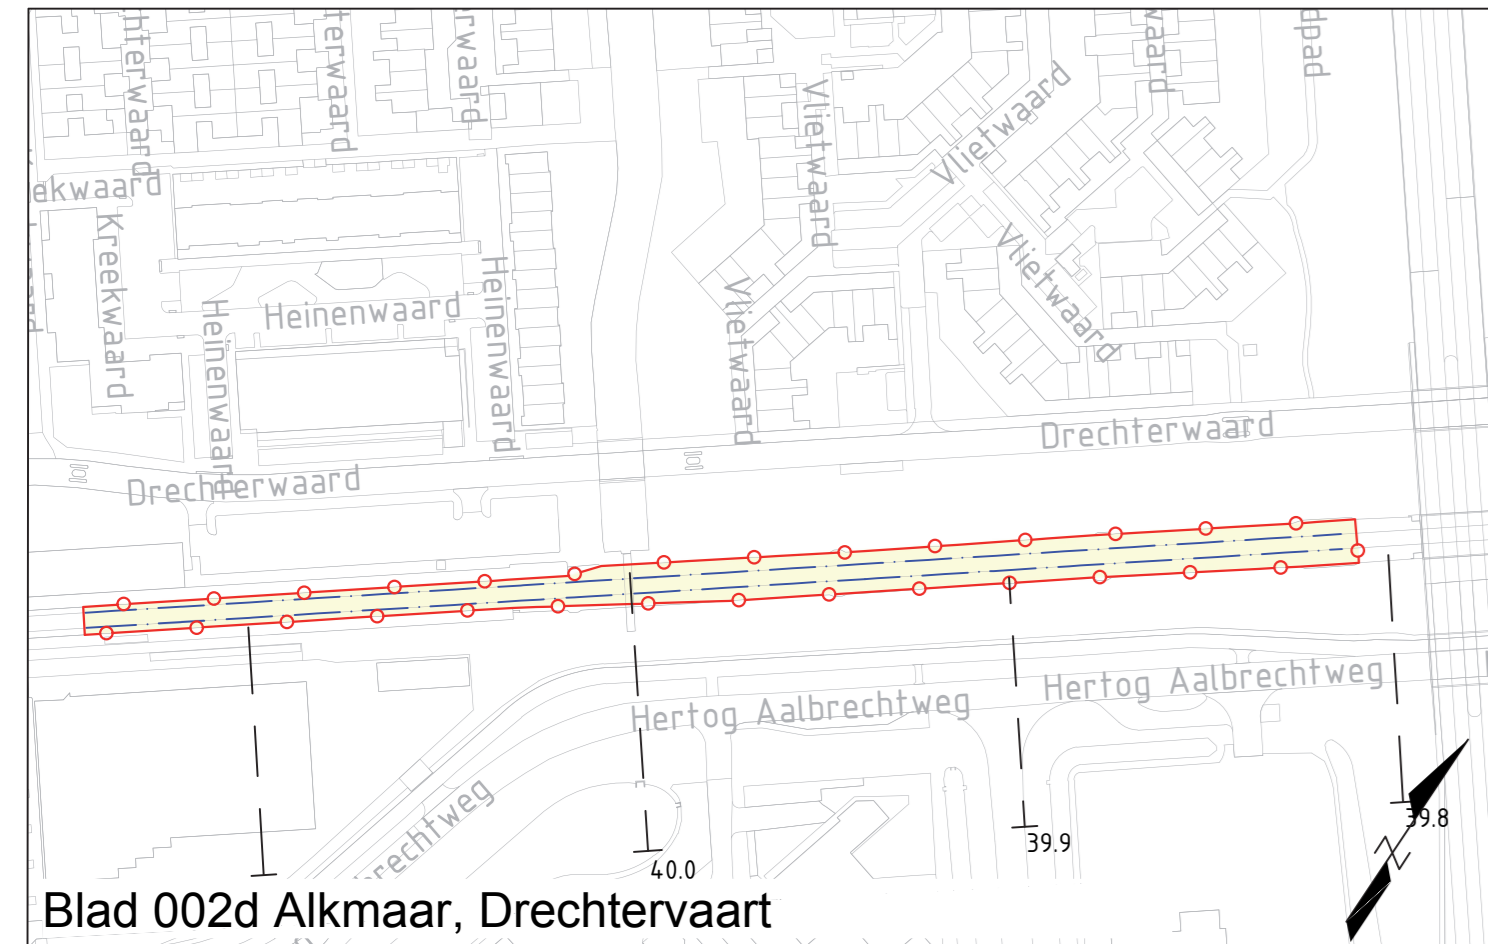 Vlietwaard
Vlietwaard
Kreekwaard
Vlietwaard
Heinenwaard
Heinenwaard
Heinenwaard
Vlietwaard
Drechterwaard
Drechterwaard
Hertog Aalbrechtweg
Hertog Aalbrechtweg
39.8
39.9
40.0
Blad 002d Alkmaar, Drechtervaart